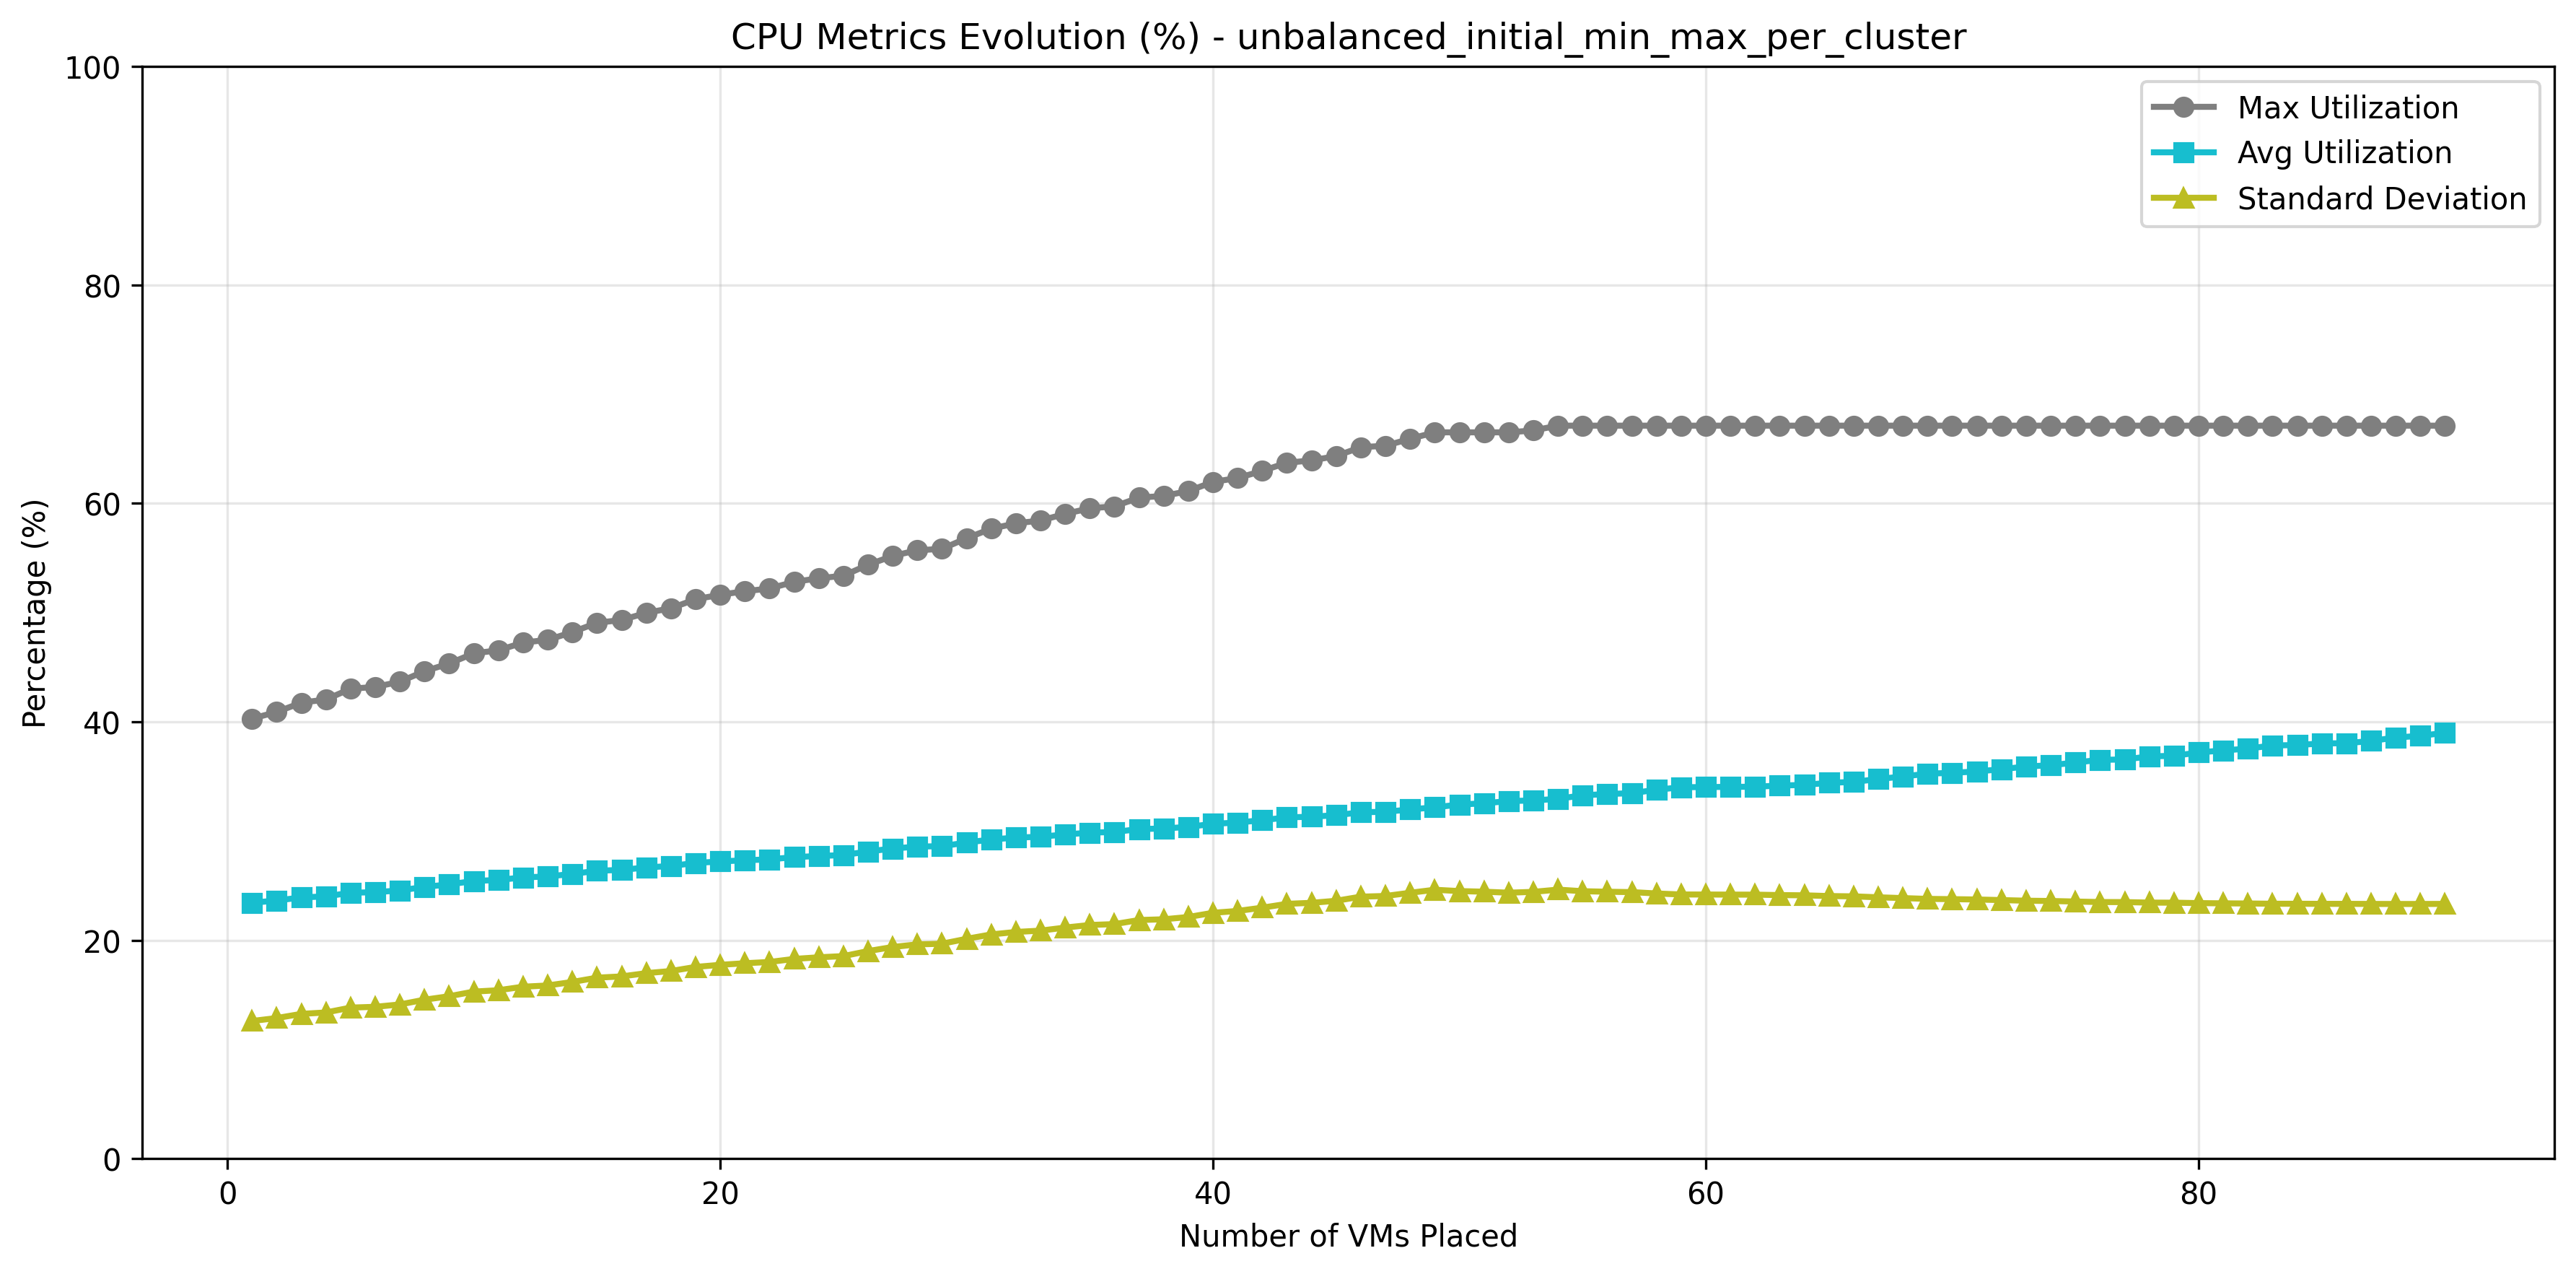 CPU Metrics Evolution (%) - unbalanced_initial_min_max_per_cluster
100
80
60
40
20
0
Percentage (%)
Max Utilization
Avg Utilization
Standard Deviation
0 20 40 60 80
Number of VMs Placed